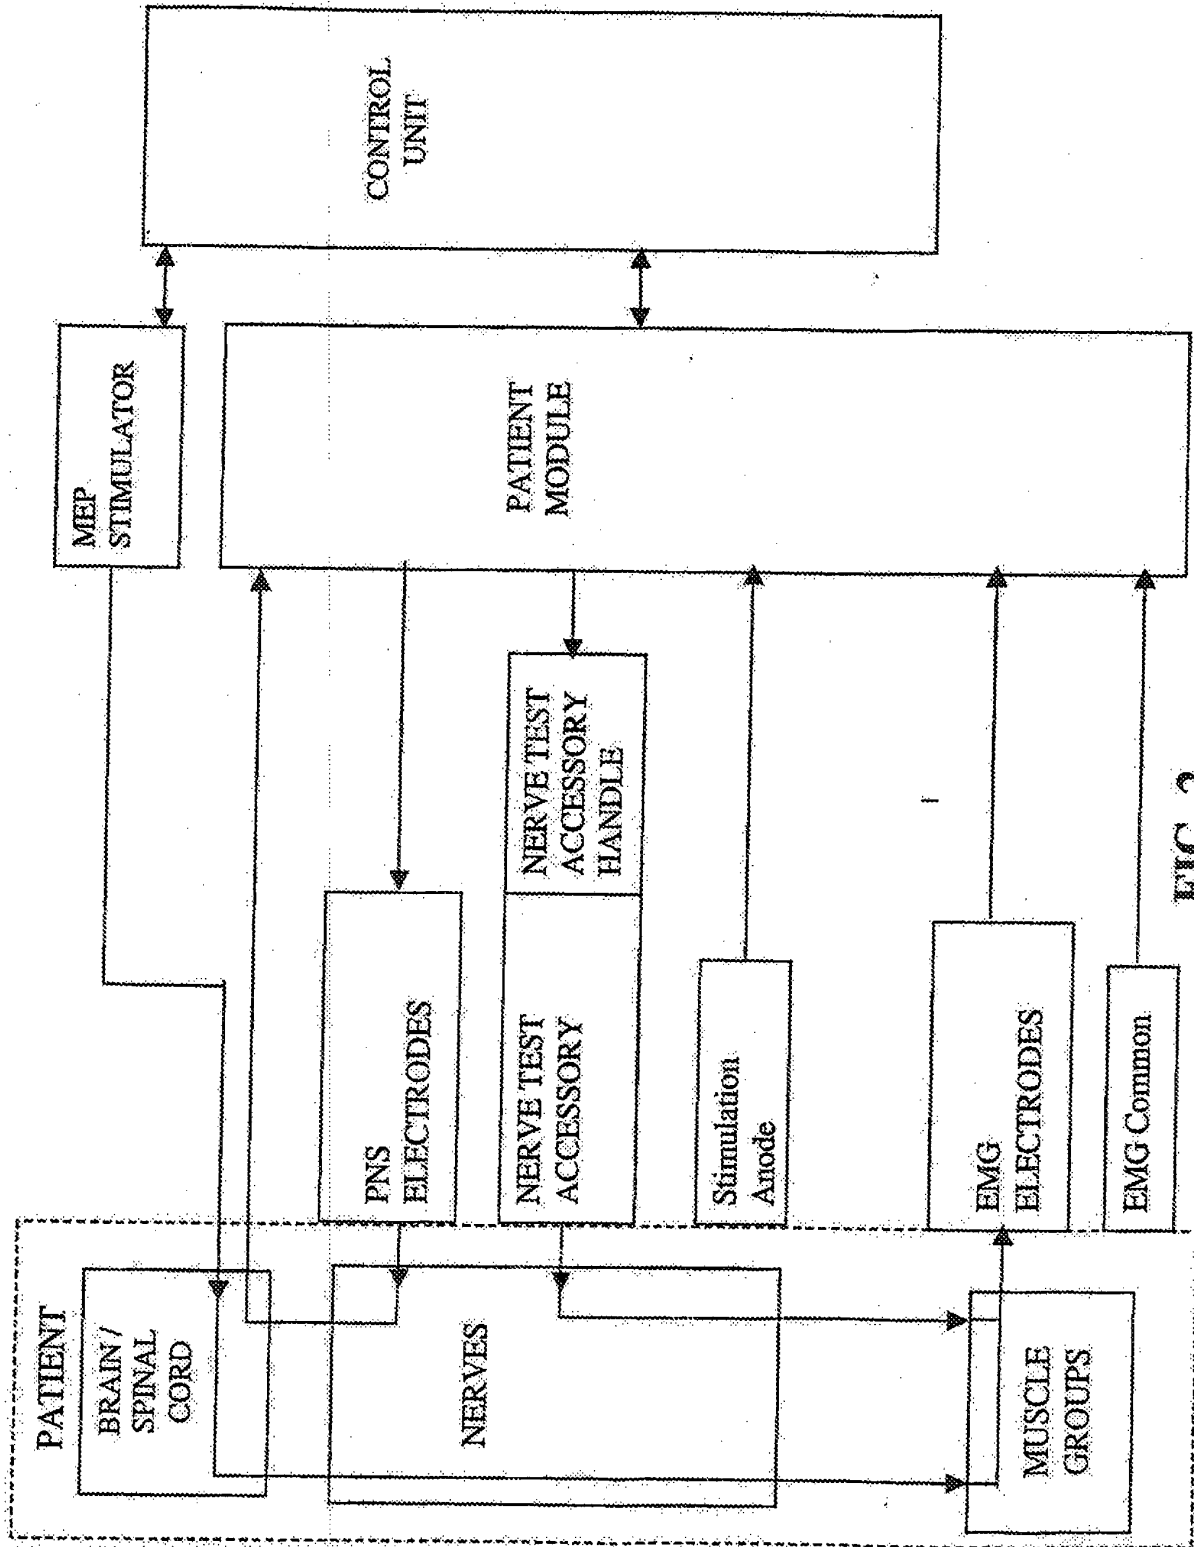 PATIENT
BRAIN /
SPINAL
CORD
NERVES
MUSCLE
GROUPS
PNS
ELECTRODES
NERVE TEST
ACCESSORY
NERVE TEST
ACCESSORY
HANDLE
Stimulation
Anode
EMG
ELECTRODES
EMG Common
MEP
STIMULATOR
PATIENT
MODULE
CONTROL
UNIT
FIG.